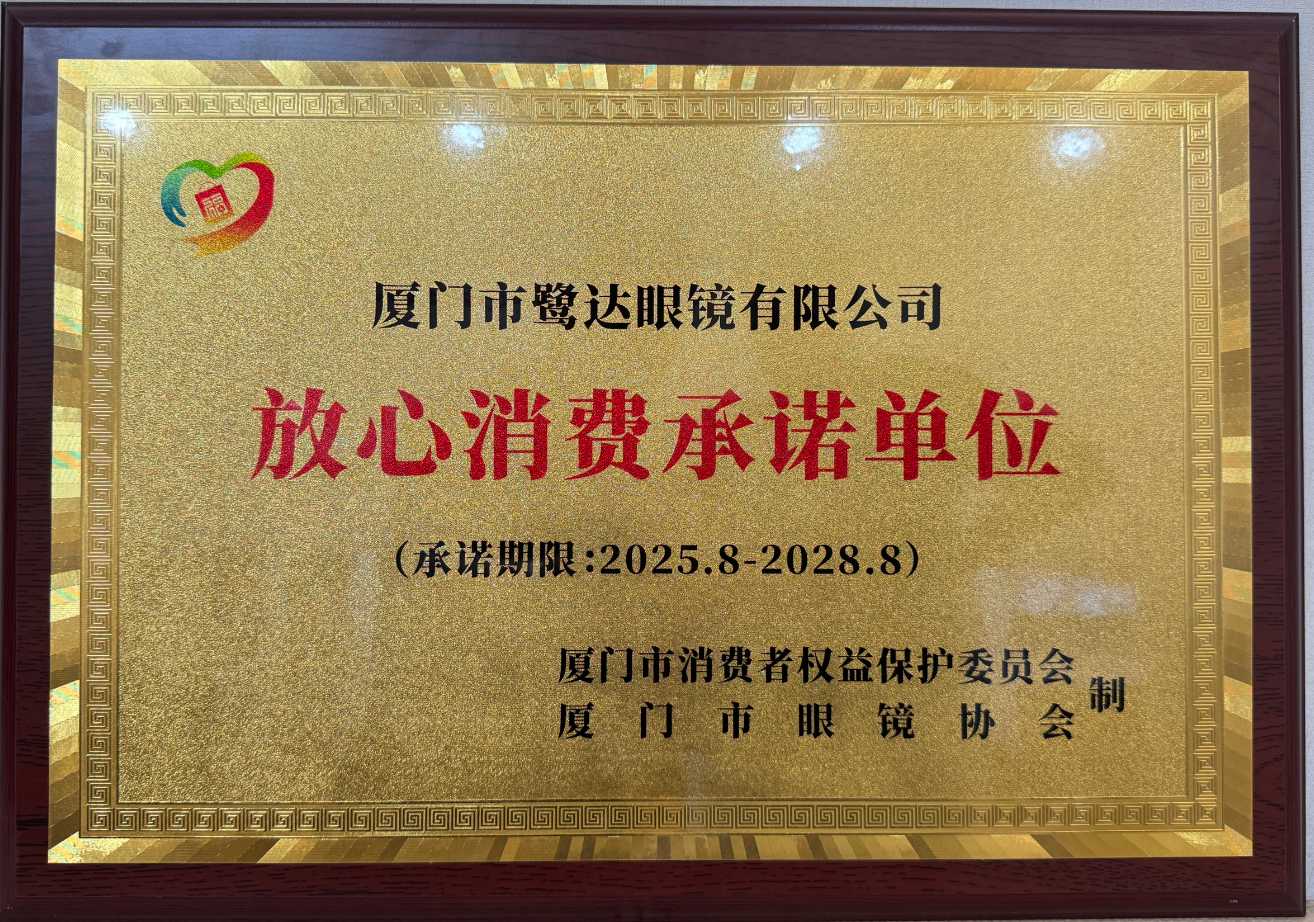 厦门市鹭达眼镜有限公司
放心消费承诺单位
（承诺期限:2025.8-2028.8）
厦门市消费者权益保护委员会
厦门市眼镜协会
制